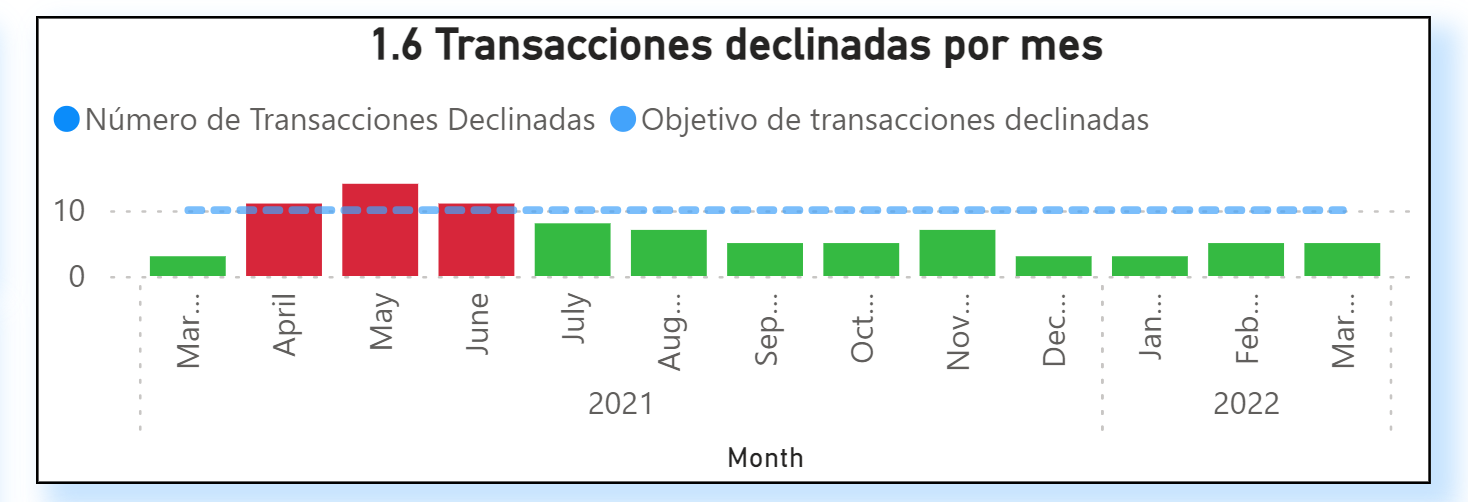 1.6 Transacciones declinadas por mes
Número de Transacciones Declinadas Objetivo de transacciones declinadas
10
0
Mar... April May June July Aug... Sep... Oct... Nov... Dec... Jan... Feb... Mar...
2021 2022
Month